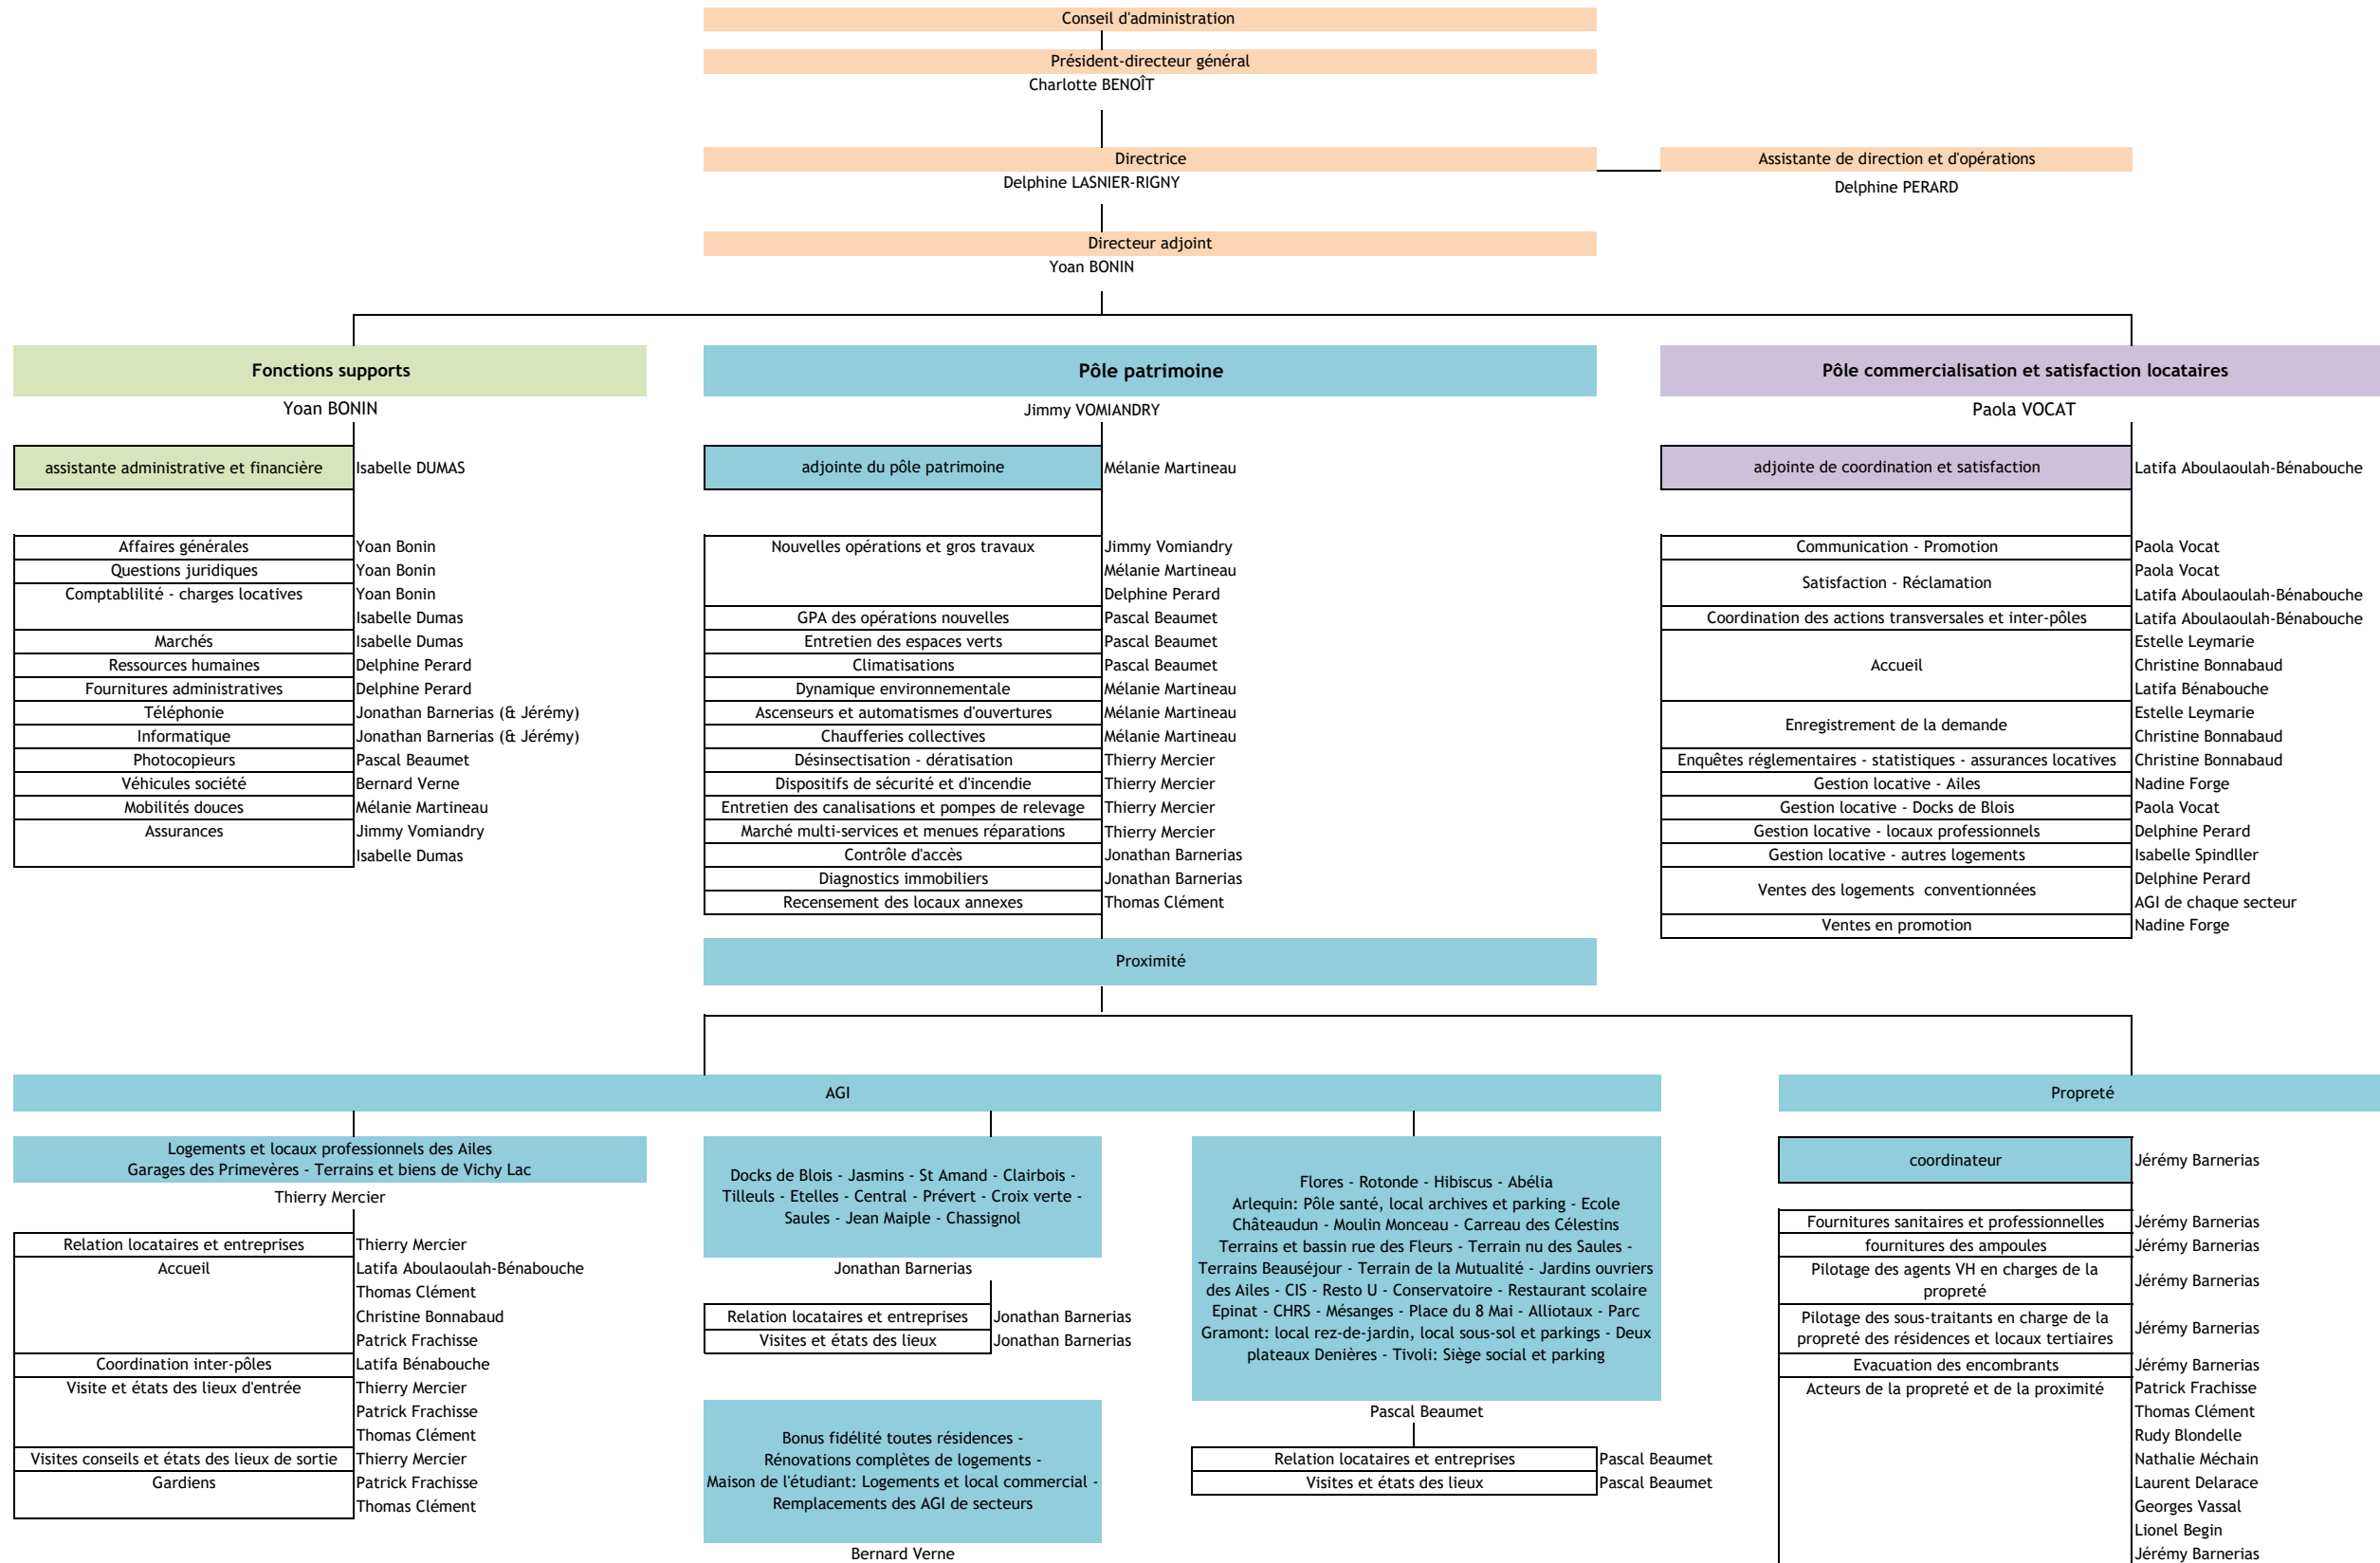 Conseil d'administration
Président-directeur général
Charlotte BENOÎT
Directrice
Delphine LASNIER-RIGNY
Assistante de direction et d'opérations
Delphine PERARD
Directeur adjoint
Yoan BONIN
Fonctions supports
Yoan BONIN
assistante administrative et financière
Isabelle DUMAS
Affaires générales
Yoan Bonin
Questions juridiques
Yoan Bonin
Comptablilité - charges locatives
Yoan Bonin
Isabelle Dumas
Marchés
Isabelle Dumas
Ressources humaines
Delphine Perard
Fournitures administratives
Delphine Perard
Téléphonie
Jonathan Barnerias (& Jérémy)
Informatique
Jonathan Barnerias (& Jérémy)
Photocopieurs
Pascal Beaumet
Véhicules société
Bernard Verne
Mobilités douces
Mélanie Martineau
Assurances
Jimmy Vomiandry
Isabelle Dumas
Pôle patrimoine
Jimmy VOMIANDRY
adjointe du pôle patrimoine
Mélanie Martineau
Nouvelles opérations et gros travaux
Jimmy Vomiandry
Mélanie Martineau
Delphine Perard
GPA des opérations nouvelles
Pascal Beaumet
Entretien des espaces verts
Pascal Beaumet
Climatisations
Pascal Beaumet
Dynamique environnementale
Mélanie Martineau
Ascenseurs et automatismes d'ouvertures
Mélanie Martineau
Chaufferies collectives
Mélanie Martineau
Désinsectisation - dératisation
Thierry Mercier
Dispositifs de sécurité et d'incendie
Thierry Mercier
Entretien des canalisations et pompes de relevage
Thierry Mercier
Marché multi-services et menues réparations
Thierry Mercier
Contrôle d'accès
Jonathan Barnerias
Diagnostics immobiliers
Jonathan Barnerias
Recensement des locaux annexes
Thomas Clément
Pôle commercialisation et satisfaction locataires
Paola VOCAT
adjointe de coordination et satisfaction
Latifa Aboulaoulah-Bénabouche
Communication - Promotion
Paola Vocat
Satisfaction - Réclamation
Paola Vocat
Latifa Aboulaoulah-Bénabouche
Coordination des actions transversales et inter-pôles
Latifa Aboulaoulah-Bénabouche
Accueil
Estelle Leymarie
Christine Bonnabaud
Latifa Bénabouche
Enregistrement de la demande
Estelle Leymarie
Christine Bonnabaud
Enquêtes réglementaires - statistiques - assurances locatives
Christine Bonnabaud
Gestion locative - Ailes
Nadine Forge
Gestion locative - Docks de Blois
Paola Vocat
Gestion locative - locaux professionnels
Delphine Perard
Gestion locative - autres logements
Isabelle Spindller
Ventes des logements  conventionnées
Delphine Perard
AGI de chaque secteur
Ventes en promotion
Nadine Forge
Proximité
AGI
Logements et locaux professionnels des Ailes
Garages des Primevères - Terrains et biens de Vichy Lac
Thierry Mercier
Relation locataires et entreprises
Thierry Mercier
Accueil
Latifa Aboulaoulah-Bénabouche
Thomas Clément
Christine Bonnabaud
Patrick Frachisse
Coordination inter-pôles
Latifa Bénabouche
Visite et états des lieux d'entrée
Thierry Mercier
Patrick Frachisse
Thomas Clément
Visites conseils et états des lieux de sortie
Thierry Mercier
Gardiens
Patrick Frachisse
Thomas Clément
Docks de Blois - Jasmins - St Amand - Clairbois -
Tilleuls - Etelles - Central - Prévert - Croix verte -
Saules - Jean Maiple - Chassignol
Jonathan Barnerias
Relation locataires et entreprises
Jonathan Barnerias
Visites et états des lieux
Jonathan Barnerias
Bonus fidélité toutes résidences -
Rénovations complètes de logements -
Maison de l'étudiant: Logements et local commercial -
Remplacements des AGI de secteurs
Bernard Verne
Flores - Rotonde - Hibiscus - Abélia
Arlequin: Pôle santé, local archives et parking - Ecole
Châteaudun - Moulin Monceau - Carreau des Célestins
Terrains et bassin rue des Fleurs - Terrain nu des Saules -
Terrains Beauséjour - Terrain de la Mutualité - Jardins ouvriers
des Ailes - CIS - Resto U - Conservatoire - Restaurant scolaire
Epinat - CHRS - Mésanges - Place du 8 Mai - Alliotaux - Parc
Gramont: local rez-de-jardin, local sous-sol et parkings - Deux
plateaux Denières - Tivoli: Siège social et parking
Pascal Beaumet
Relation locataires et entreprises
Pascal Beaumet
Visites et états des lieux
Pascal Beaumet
Propreté
coordinateur
Jérémy Barnerias
Fournitures sanitaires et professionnelles
Jérémy Barnerias
fournitures des ampoules
Jérémy Barnerias
Pilotage des agents VH en charges de la
propreté
Jérémy Barnerias
Pilotage des sous-traitants en charge de la
propreté des résidences et locaux tertiaires
Jérémy Barnerias
Evacuation des encombrants
Jérémy Barnerias
Acteurs de la propreté et de la proximité
Patrick Frachisse
Thomas Clément
Rudy Blondelle
Nathalie Méchain
Laurent Delarace
Georges Vassal
Lionel Begin
Jérémy Barnerias